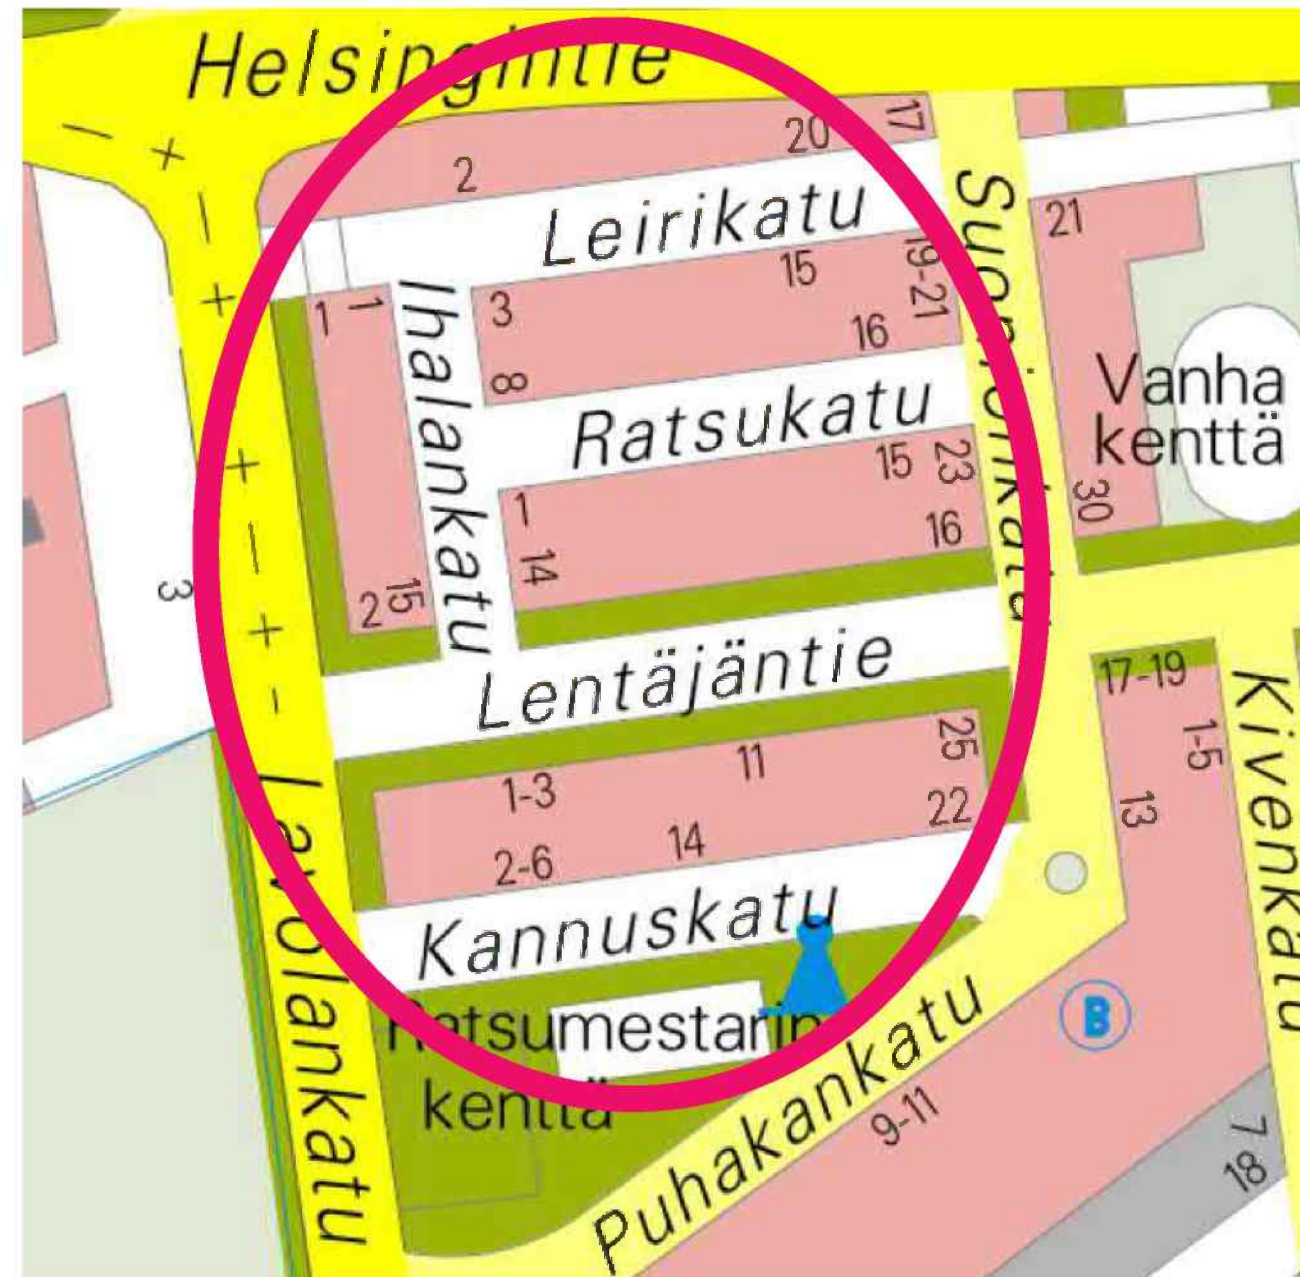 Helsingintie
2
20
17
Leirikatu
Suonionkatu
21
1
1
Ihalankatu
3
15
19-21
16
8
Vanha
kenttä
Ratsukatu
1
15
23
14
16
30
3
2
15
Lentäjäntie
17-19
1-5
13
Kivenkatu
1-3
11
25
2-6
14
22
Lavolankatu
Kannuskatu
Ratsumestarin
kenttä
B
Puhakankatu
9-11
7
18